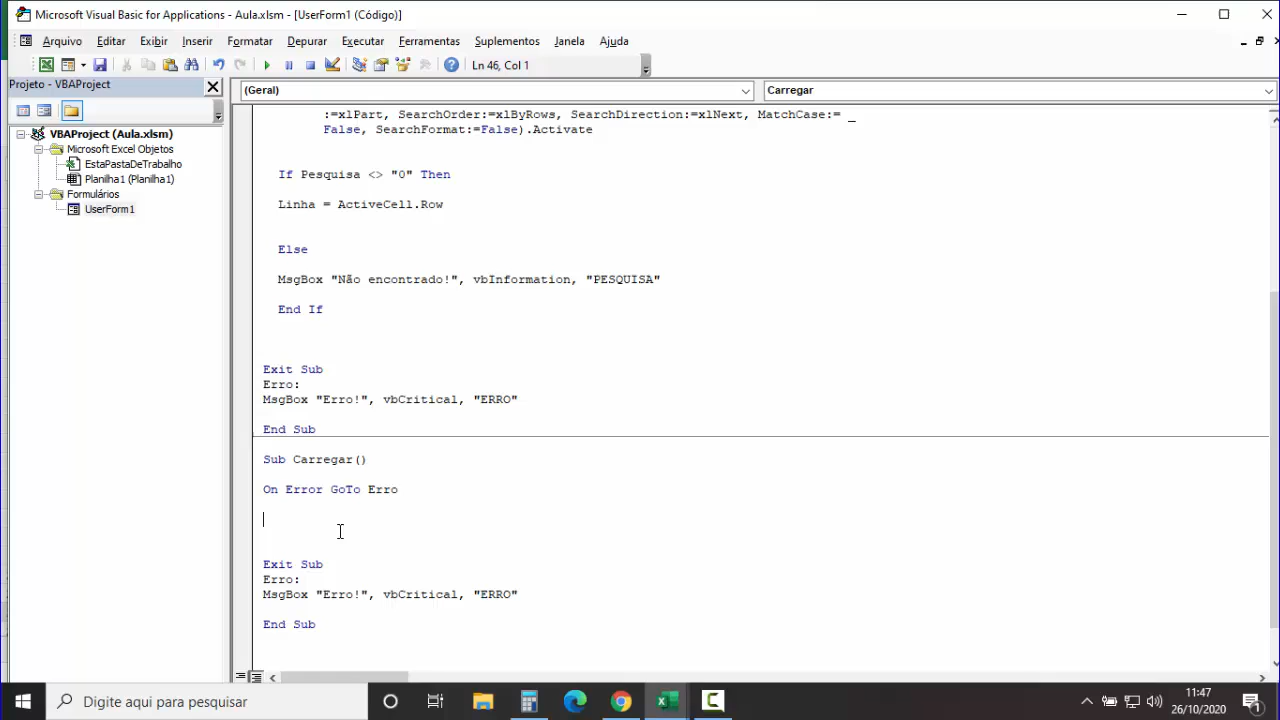 Microsoft Visual Basic for Applications - Aula.xlsm - [UserForm1 (Código)]
Arquivo Editar Exibir Inserir Formatar Depurar Executar Ferramentas Suplementos Janela Ajuda
Ln 46, Col 1
Projeto - VBAProject
(Geral)
Carregar
VBAProject (Aula.xlsm)
Microsoft Excel Objetos
EstaPastaDeTrabalho
Planilha1 (Planilha1)
Formulários
UserForm1
:=xlPart, SearchOrder:=xlByRows, SearchDirection:=xlNext, MatchCase:= _
False, SearchFormat:=False).Activate
If Pesquisa <> "0" Then
Linha = ActiveCell.Row
Else
MsgBox "Não encontrado!", vbInformation, "PESQUISA"
End If
Exit Sub
Erro:
MsgBox "Erro!", vbCritical, "ERRO"
End Sub
Sub Carregar()
On Error GoTo Erro
Exit Sub
Erro:
MsgBox "Erro!", vbCritical, "ERRO"
End Sub
Digite aqui para pesquisar
11:47
26/10/2020
1